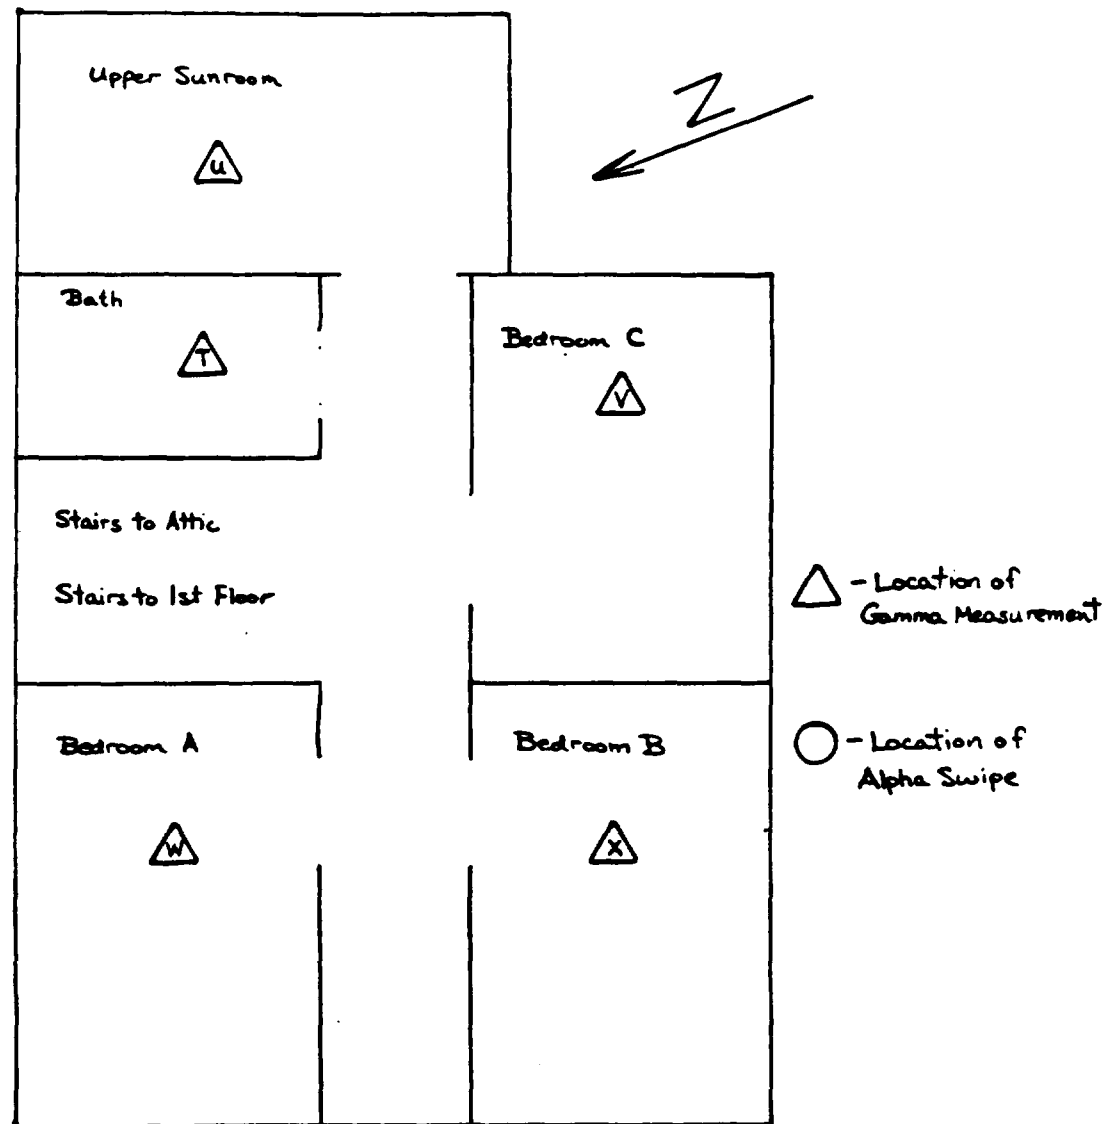 Upper Sunroom
N
U
Bath
T
Bedroom C
V
Stairs to Attic
Stairs to 1st Floor
△ - Location of
Gamma Measurement
Bedroom A
Bedroom B
○ - Location of
Alpha Swipe
W
X